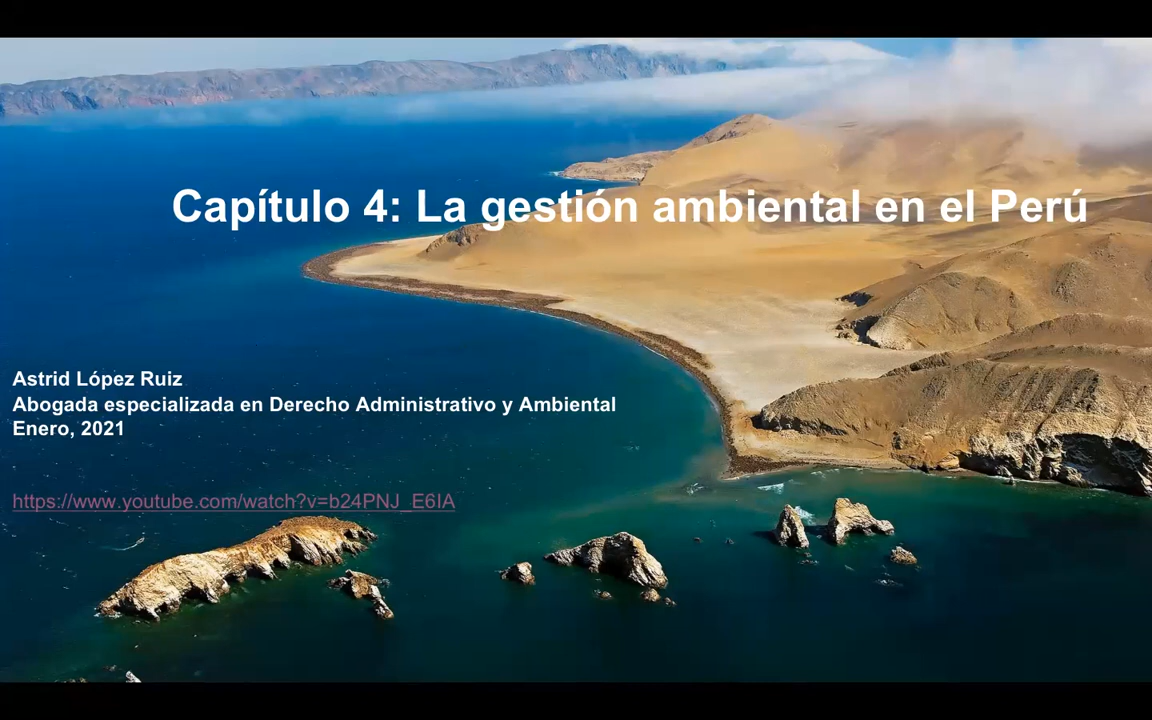 Capítulo 4: La gestión ambiental en el Perú
Astrid López Ruiz
Abogada especializada en Derecho Administrativo y Ambiental
Enero, 2021
https://www.youtube.com/watch?v=b24PNJ_E6IA